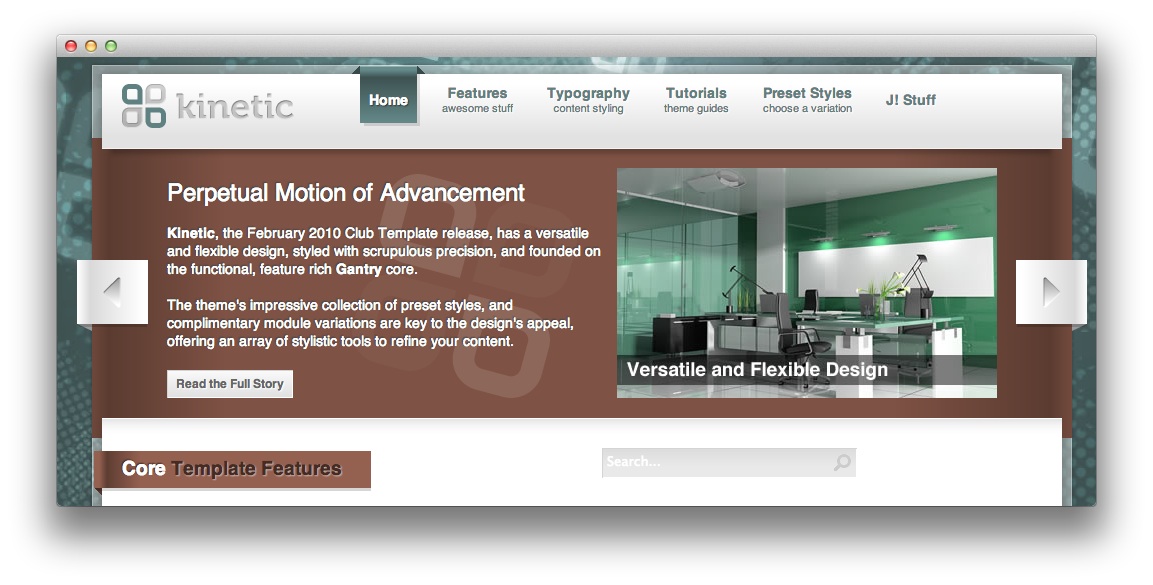 kinetic
Home
Features
awesome stuff
Typography
content styling
Tutorials
theme guides
Preset Styles
choose a variation
J! Stuff
Perpetual Motion of Advancement
Kinetic, the February 2010 Club Template release, has a versatile
and flexible design, styled with scrupulous precision, and founded on
the functional, feature rich Gantry core.
The theme's impressive collection of preset styles, and
complimentary module variations are key to the design's appeal,
offering an array of stylistic tools to refine your content.
Read the Full Story
Versatile and Flexible Design
Core Template Features
Search...